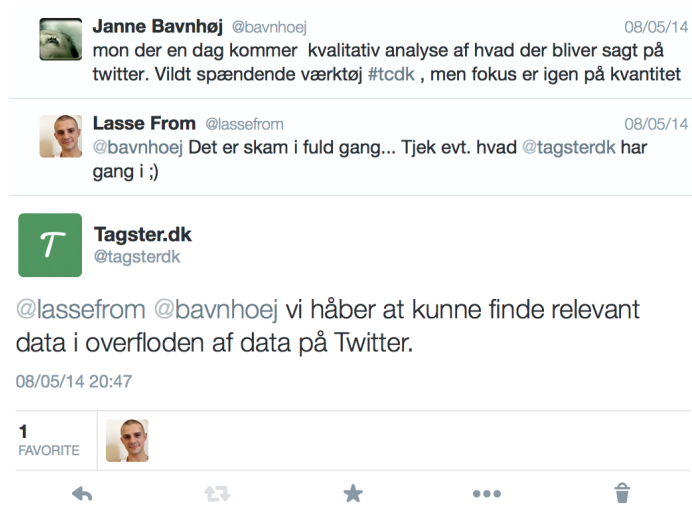 Janne Bavnhøj @bavnhoej 08/05/14
mon der en dag kommer kvalitativ analyse af hvad der bliver sagt på
twitter. Vildt spændende værktøj #tcdk , men fokus er igen på kvantitet
Lasse From @lassefrom 08/05/14
@bavnhoej Det er skam i fuld gang... Tjek evt. hvad @tagsterdk har
gang i ;)
T
Tagster.dk
@tagsterdk
@lassefrom @bavnhoej vi håber at kunne finde relevant
data i overfloden af data på Twitter.
08/05/14 20:47
1
FAVORITE